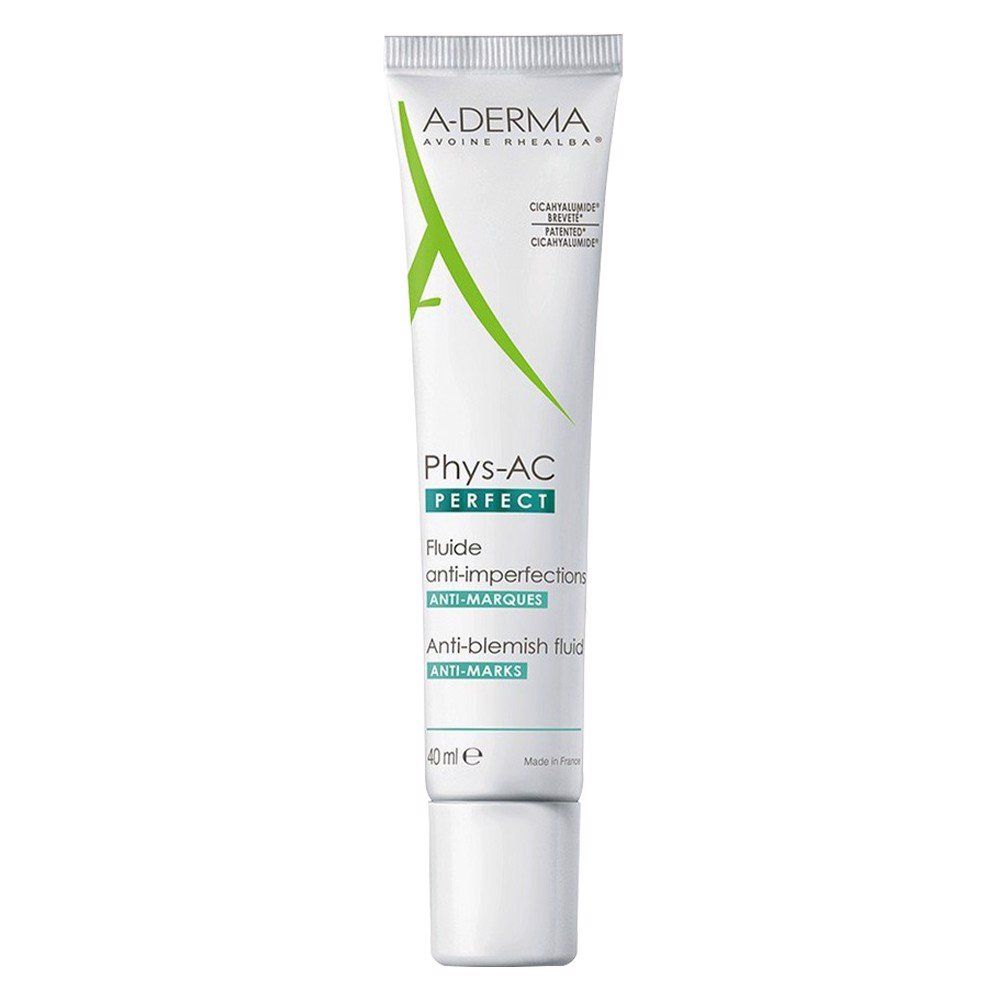 A-DERMA
AVOINE RHEALBA®
CICAHYALUMIDE®
BREVETÉ*
PATENTED*
CICAHYALUMIDE®
Phys-AC
PERFECT
Fluide
anti-imperfections
ANTI-MARQUES
Anti-blemish fluid
ANTI-MARKS
40 ml ℮
Made in France